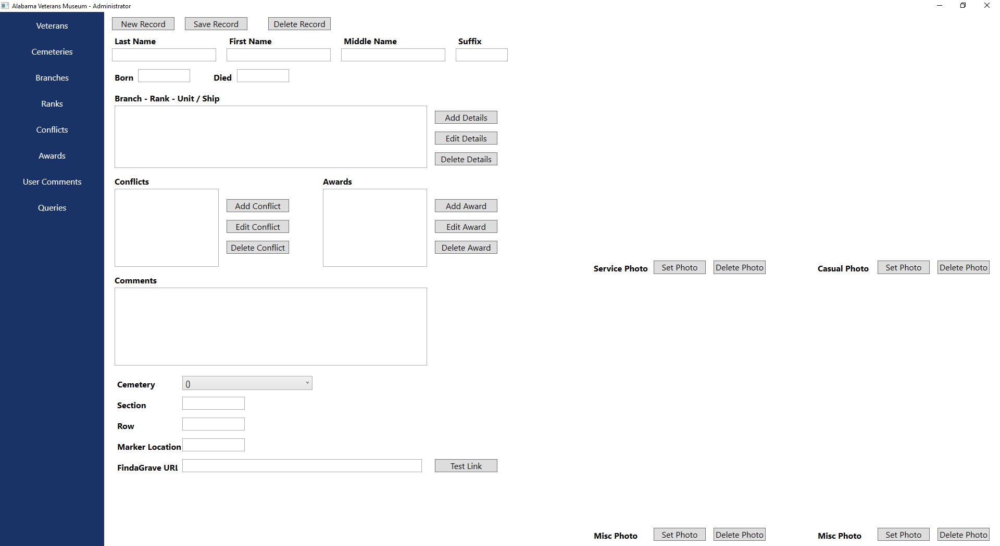 Alabama Veterans Museum - Administrator
Veterans
Cemeteries
Branches
Ranks
Conflicts
Awards
User Comments
Queries
New Record Save Record Delete Record
Last Name First Name Middle Name Suffix
Born Died
Branch - Rank - Unit / Ship
Add Details
Edit Details
Delete Details
Conflicts
Add Conflict
Edit Conflict
Delete Conflict
Awards
Add Award
Edit Award
Delete Award
Comments
Cemetery ()
Section
Row
Marker Location
FindaGrave URL Test Link
Service Photo Set Photo Delete Photo
Casual Photo Set Photo Delete Photo
Misc Photo Set Photo Delete Photo
Misc Photo Set Photo Delete Photo